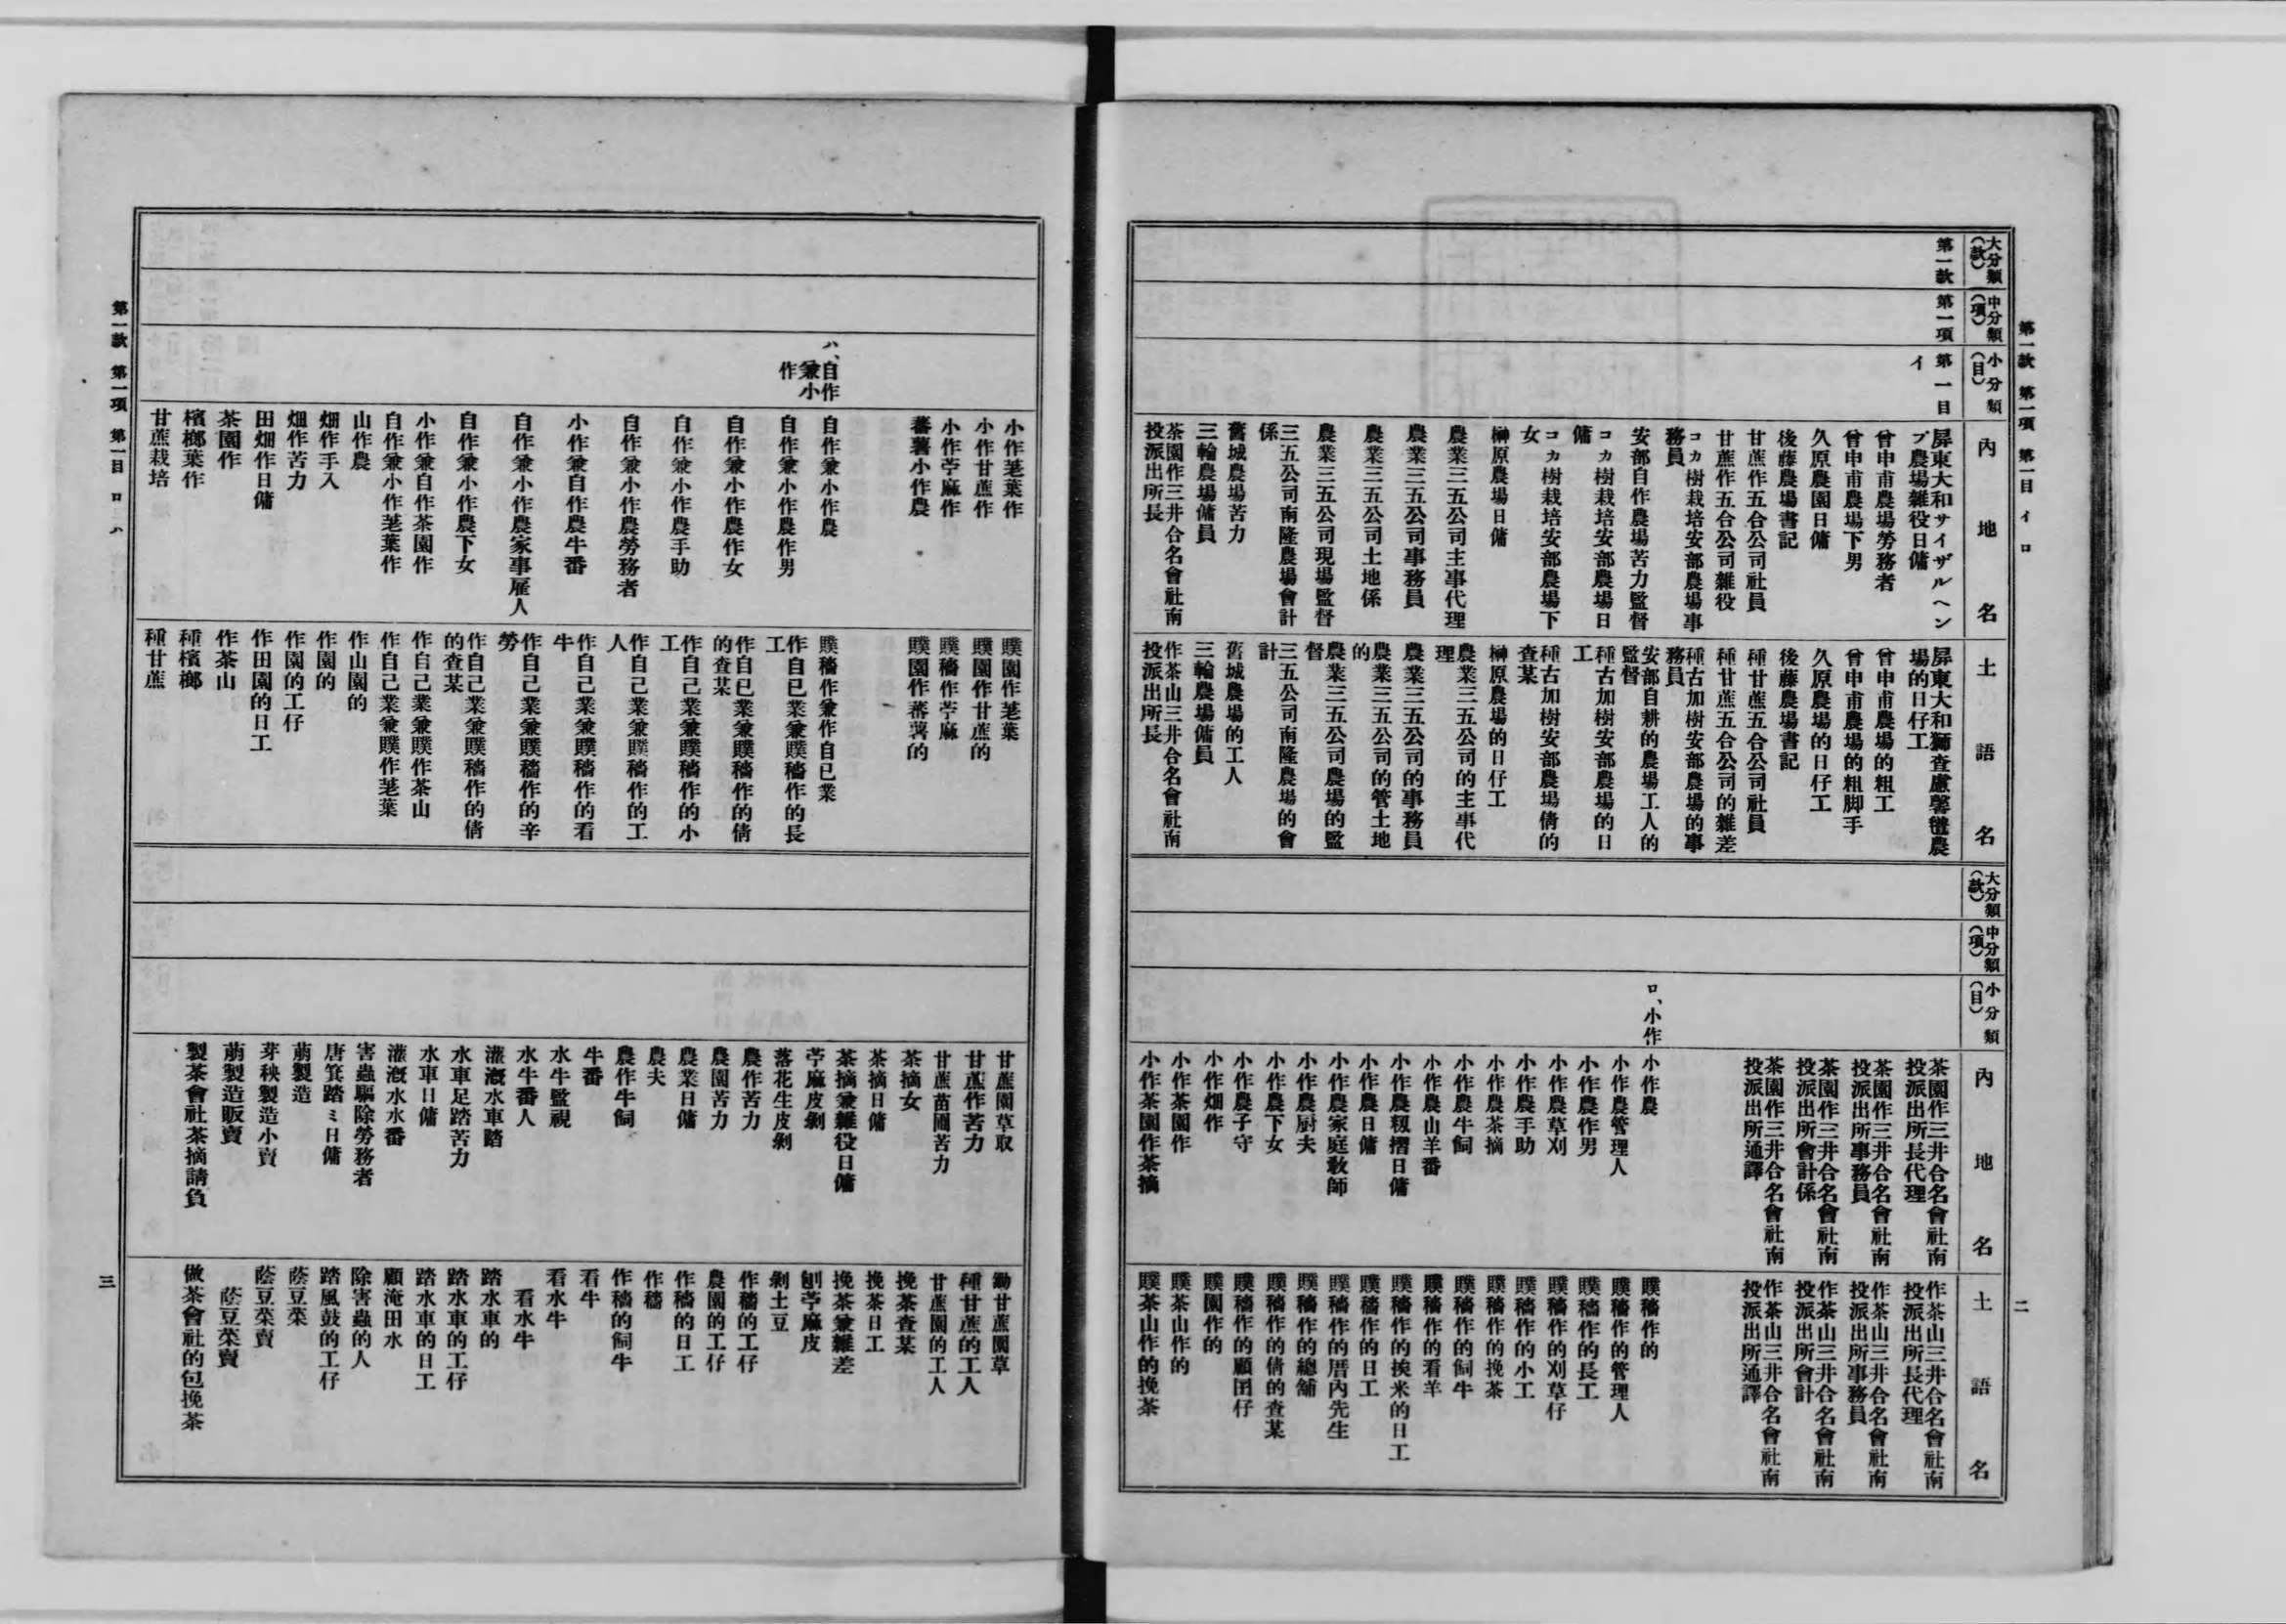 第一款 第一項 第一目 イ ロ
二
大分類(款)
中分類(項)
小分類(目)
內地名
土語名
第一款
第一項
第一目
イ
屏東大和サイザルヘン
プ農場雜役日傭
曾申甫農場勞務者
曾申甫農場下男
久原農園日傭
後藤農場書記
甘蔗作五合公司社員
甘蔗作五合公司雜役
コカ樹栽培安部農場事
務員
安部自作農場苦力監督
コカ樹栽培安部農場日
傭
コカ樹栽培安部農場下
女
榊原農場日傭
農業三五公司主事代理
農業三五公司事務員
農業三五公司土地係
農業三五公司現場監督
三五公司南隆農場會計
係
舊城農場苦力
三輪農場傭員
茶園作三井合名會社南
投派出所長
屏東大和獅查慮馨農
場的日仔工
曾申甫農場的粗工
曾申甫農場的粗脚手
久原農場的日仔工
後藤農場書記
種甘蔗五合公司社員
種甘蔗五合公司的雜差
種古加樹安部農場的事
務員
安部自耕的農場工人的
監督
種古加樹安部農場的日
工
種古加樹安部農場倩的
查某
榊原農場的日仔工
農業三五公司的主事代
理
農業三五公司的事務員
農業三五公司的管土地
的
農業三五公司農場的監
督
三五公司南隆農場的會
計
舊城農場的工人
三輪農場傭員
作茶山三井合名會社南
投派出所長
大分類(款)
中分類(項)
小分類(目)
內地名
土語名
茶園作三井合名會社南
投派出所長代理
茶園作三井合名會社南
投派出所事務員
茶園作三井合名會社南
投派出所會計係
茶園作三井合名會社南
投派出所通譯
ロ、小作
小作農
小作農管理人
小作農作男
小作農草刈
小作農手助
小作農茶摘
小作農牛飼
小作農山羊番
小作農籾摺日傭
小作農日傭
小作農家庭敎師
小作農厨夫
小作農下女
小作農子守
小作畑作
小作茶園作
小作茶園作茶摘
作茶山三井合名會社南
投派出所長代理
作茶山三井合名會社南
投派出所事務員
作茶山三井合名會社南
投派出所會計
作茶山三井合名會社南
投派出所通譯
贌穡作的
贌穡作的管理人
贌穡作的長工
贌穡作的刈草仔
贌穡作的小工
贌穡作的挽茶
贌穡作的飼牛
贌穡作的看羊
贌穡作的挨米的日工
贌穡作的日工
贌穡作的厝內先生
贌穡作的總舖
贌穡作的倩的查某
贌穡作的顧囝仔
贌園作的
贌茶山作的
贌茶山作的挽茶
小作荖葉作
小作甘蔗作
小作苧麻作
蕃薯小作農
ハ、自作
兼小
作
自作兼小作農
自作兼小作農作男
自作兼小作農作女
自作兼小作農手助
自作兼小作農勞務者
小作兼自作農牛番
自作兼小作農家事雇人
自作兼小作農下女
小作兼自作茶園作
自作兼小作荖葉作
山作農
畑作手入
畑作苦力
田畑作日傭
茶園作
檳榔葉作
甘蔗栽培
贌園作荖葉
贌園作甘蔗的
贌穡作苧麻
贌園作蕃薯的
贌穡作兼作自己業
作自已業兼贌穡作的長
工
作自已業兼贌穡作的倩
的查某
作自己業兼贌穡作的小
工
作自己業兼贌穡作的工
人
作自己業兼贌穡作的看
牛
作自己業兼贌穡作的辛
勞
作自己業兼贌穡作的倩
的查某
作自己業兼贌作茶山
作自己業兼贌作荖葉
作山園的
作園的
作園的工仔
作田園的日工
作茶山
種檳榔
種甘蔗
甘蔗園草取
甘蔗作苦力
甘蔗苗圃苦力
茶摘女
茶摘日傭
茶摘兼雜役日傭
苧麻皮剝
落花生皮剝
農作苦力
農園苦力
農業日傭
農夫
農作牛飼
牛番
水牛監視
水牛番人
灌漑水車踏
水車足踏苦力
水車日傭
灌漑水水番
害蟲驅除勞務者
唐箕踏ミ日傭
萠製造
芽秧製造小賣
萠製造販賣
製茶會社茶摘請負
鋤甘蔗園草
種甘蔗的工人
甘蔗園的工人
挽茶查某
挽茶日工
挽茶兼雜差
刣苧麻皮
剝土豆
作穡的工仔
農園的工仔
作穡的日工
作穡
作穡的飼牛
看牛
看水牛
看水牛
踏水車的
踏水車的工仔
踏水車的日工
顧淹田水
除害蟲的人
踏風鼓的工仔
蔭豆菜
蔭豆菜賣
蔭豆菜賣
做茶會社的包挽茶
第一款 第一項 第一目 ロ ハ
三